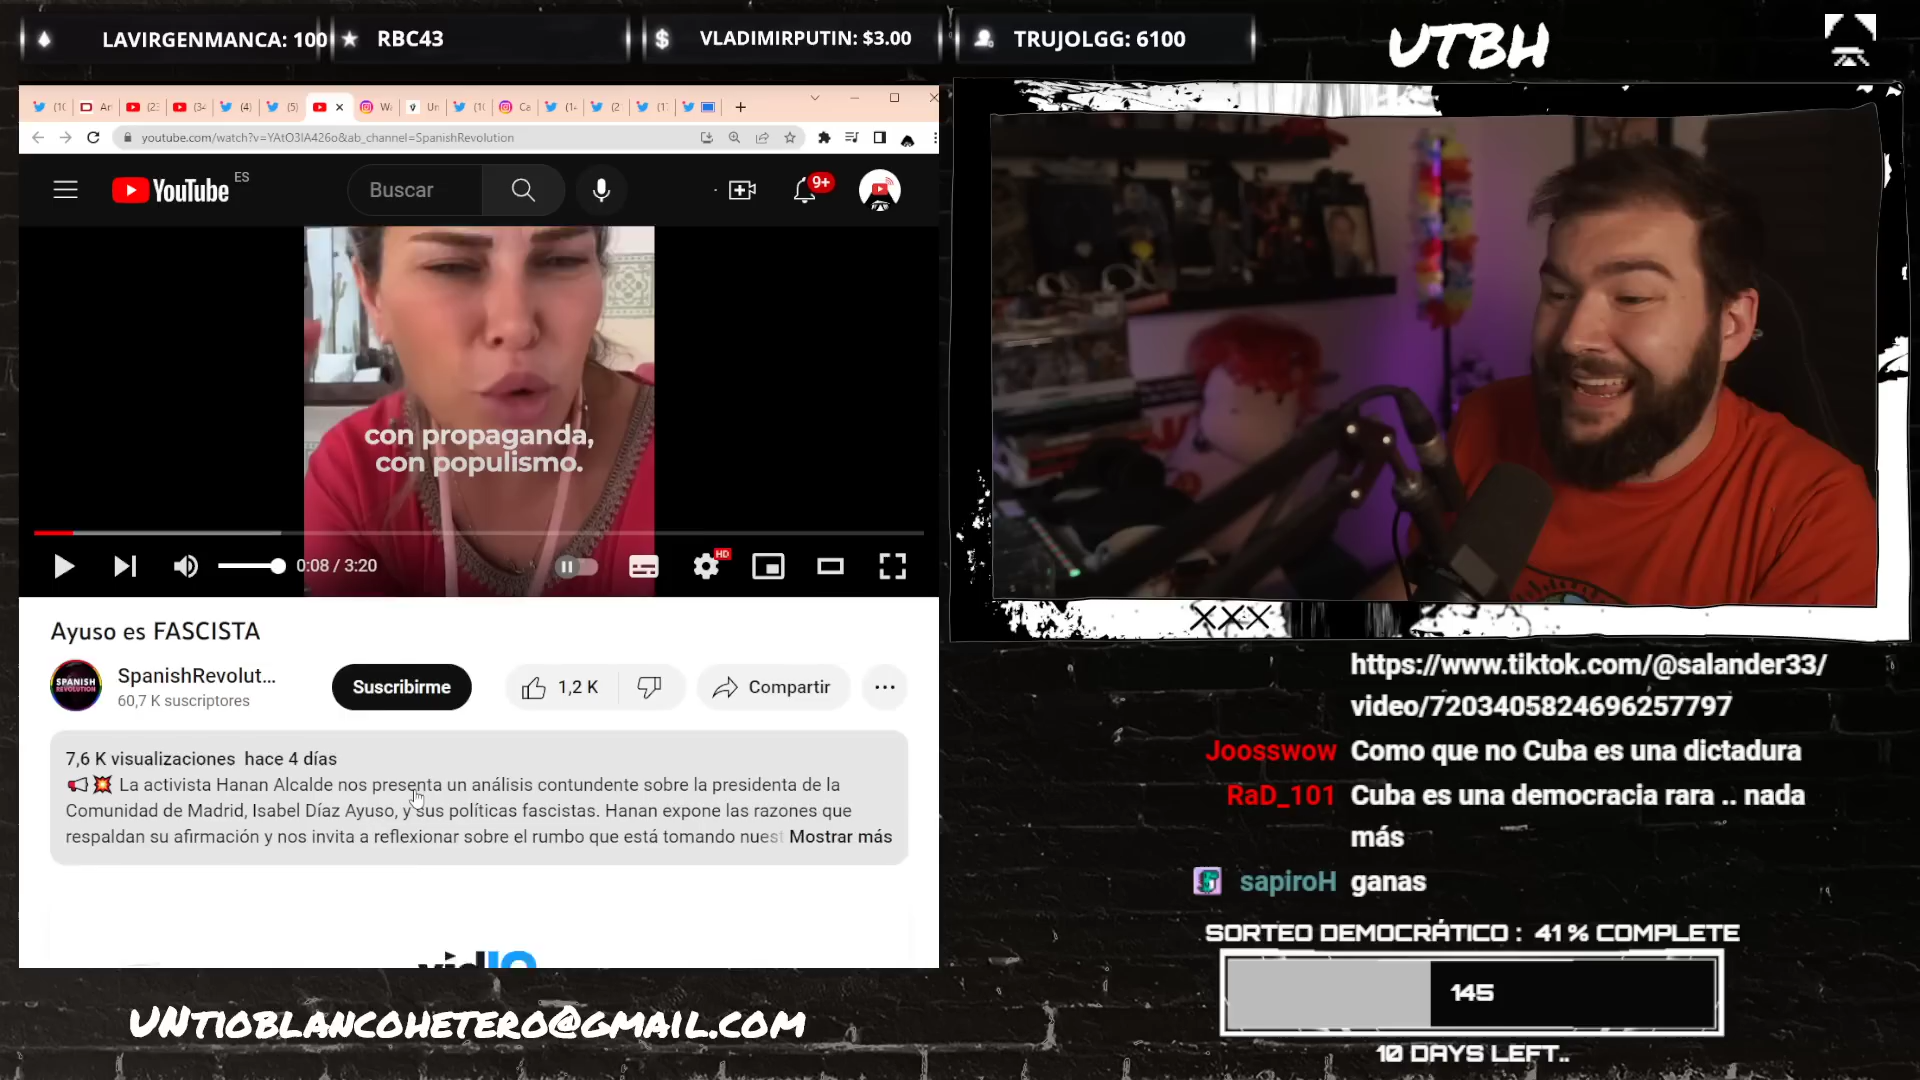 LAVIRGENMANCA: 100
RBC43
$
VLADIMIRPUTIN: $3.00
TRUJOLGG: 6100
UTBH
youtube.com/watch?v=YAtO3IA426o&ab_channel=SpanishRevolution
YouTube
ES
Buscar
9+
con propaganda,
con populismo.
0:08 / 3:20
HD
XXX
Ayuso es FASCISTA
SPANISH
REVOLUTION
SpanishRevolut...
60,7 K suscriptores
Suscribirme
1,2 K
Compartir
7,6 K visualizaciones hace 4 días
La activista Hanan Alcalde nos presenta un análisis contundente sobre la presidenta de la
Comunidad de Madrid, Isabel Díaz Ayuso, y sus políticas fascistas. Hanan expone las razones que
respaldan su afirmación y nos invita a reflexionar sobre el rumbo que está tomando nuest Mostrar más
UNTIOBLANCOHETERO@GMAIL.COM
https://www.tiktok.com/@salander33/
video/7203405824696257797
Joosswow Como que no Cuba es una dictadura
RaD_101 Cuba es una democracia rara .. nada
más
sapiroH ganas
SORTEO DEMOCRÁTICO : 41 % COMPLETE
145
10 DAYS LEFT..